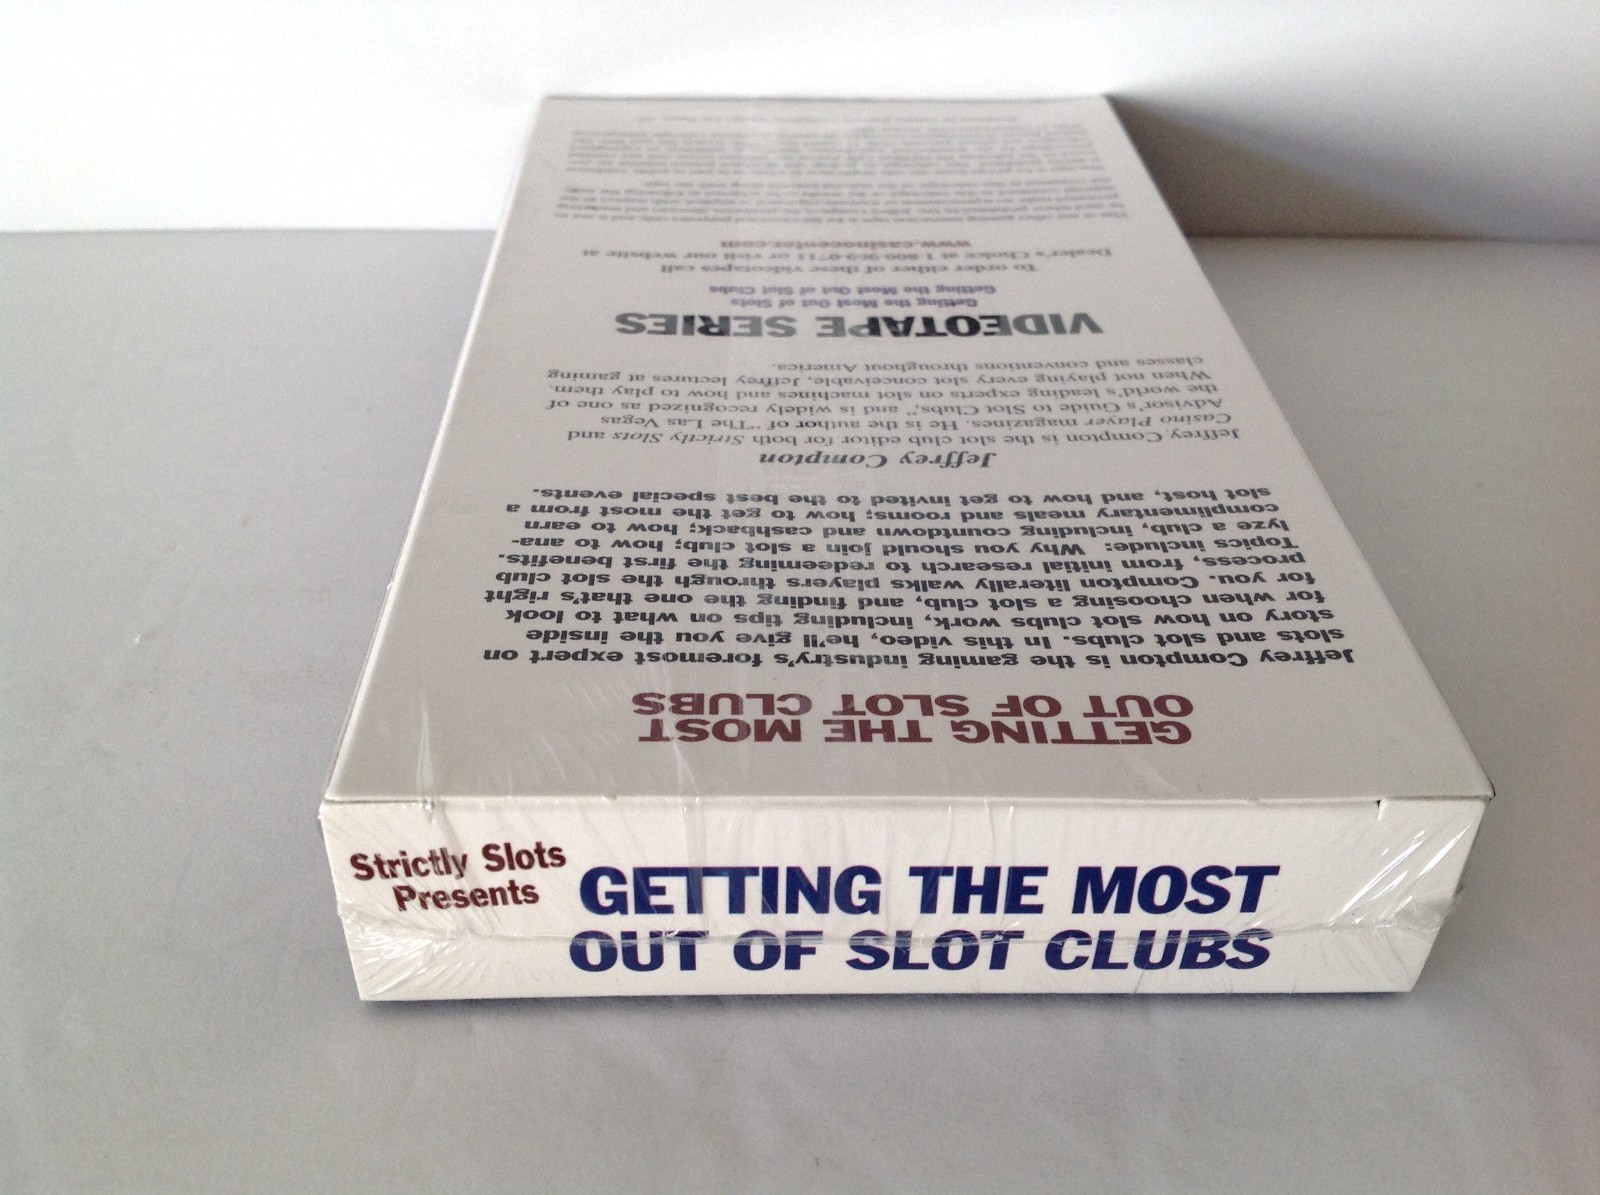 Strictly Slots
Presents
GETTING THE MOST
OUT OF SLOT CLUBS
GETTING THE MOST
OUT OF SLOT CLUBS
Jeffrey Compton is the gaming industry's foremost expert on
slots and slot clubs. In this video, he'll give you the inside
story on how slot clubs work, including tips on what to look
for when choosing a slot club, and finding the one that's right
for you. Compton literally walks players through the slot club
process, from initial research to redeeming the first benefits.
Topics include: Why you should join a slot club; how to ana-
lyze a club, including countdown and cashback; how to earn
complimentary meals and rooms; how to get the most from a
slot host, and how to get invited to the best special events.
Jeffrey Compton
Jeffrey Compton is the slot club editor for both Strictly Slots and
Casino Player magazines. He is the author of "The Las Vegas
Advisor's Guide to Slot Clubs," and is widely recognized as one of
the world's leading experts on slot machines and how to play them.
When not playing every slot conceivable, Jeffrey lectures at gaming
classes and conventions throughout America.
VIDEOTAPE SERIES
Getting the Most Out of Slots
Getting the Most Out of Slot Clubs
To order either of these videotapes call
Dealer's Choice at 1-800-969-0711 or visit our website at
www.casinocenter.com